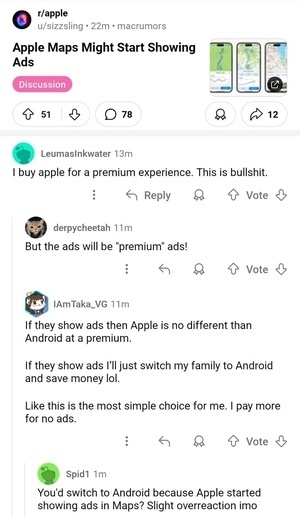 r/apple
u/sizzsling • 22m • macrumors
Apple Maps Might Start Showing
Ads
Discussion
51
78
12
LeumasInkwater 13m
I buy apple for a premium experience. This is bullshit.
Reply
Vote
derpycheetah 11m
But the ads will be "premium" ads!
Vote
IAmTaka_VG 11m
If they show ads then Apple is no different than
Android at a premium.
If they show ads I'll just switch my family to Android
and save money lol.
Like this is the most simple choice for me. I pay more
for no ads.
Vote
Spid1 1m
You'd switch to Android because Apple started
showing ads in Maps? Slight overreaction imo